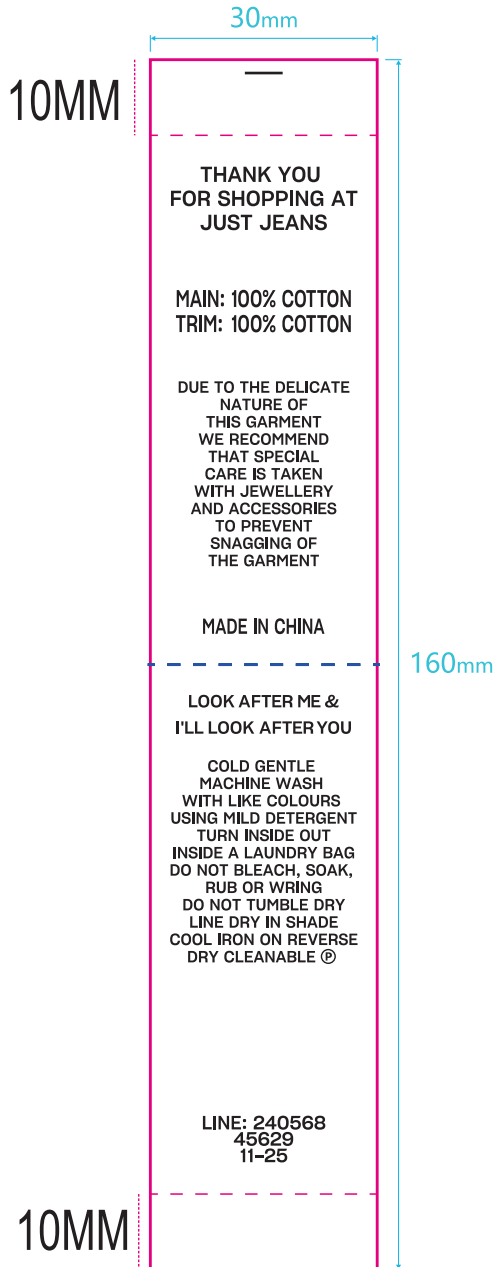 30mm
10MM
THANK YOU
FOR SHOPPING AT
JUST JEANS
MAIN: 100% COTTON
TRIM: 100% COTTON
DUE TO THE DELICATE
NATURE OF
THIS GARMENT
WE RECOMMEND
THAT SPECIAL
CARE IS TAKEN
WITH JEWELLERY
AND ACCESSORIES
TO PREVENT
SNAGGING OF
THE GARMENT
MADE IN CHINA
160mm
LOOK AFTER ME &
I'LL LOOK AFTER YOU
COLD GENTLE
MACHINE WASH
WITH LIKE COLOURS
USING MILD DETERGENT
TURN INSIDE OUT
INSIDE A LAUNDRY BAG
DO NOT BLEACH, SOAK,
RUB OR WRING
DO NOT TUMBLE DRY
LINE DRY IN SHADE
COOL IRON ON REVERSE
DRY CLEANABLE Ⓟ
LINE: 240568
45629
11-25
10MM